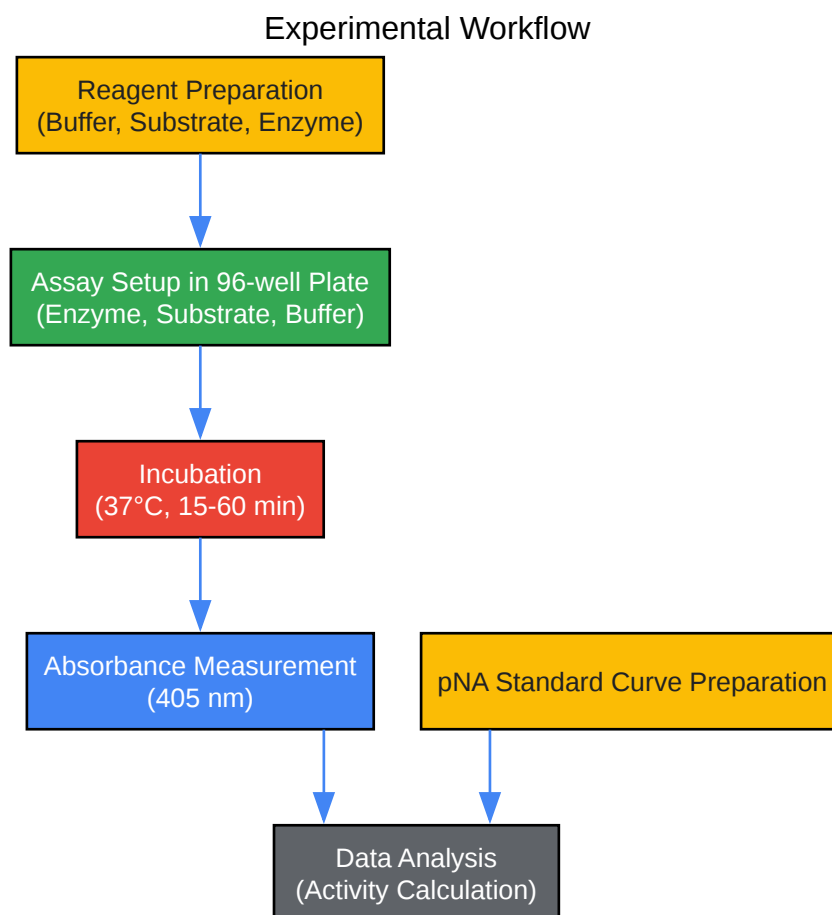 Experimental Workflow
Reagent Preparation
(Buffer, Substrate, Enzyme)
Assay Setup in 96-well Plate
(Enzyme, Substrate, Buffer)
Incubation
(37°C, 15-60 min)
Absorbance Measurement
(405 nm)
pNA Standard Curve Preparation
Data Analysis
(Activity Calculation)